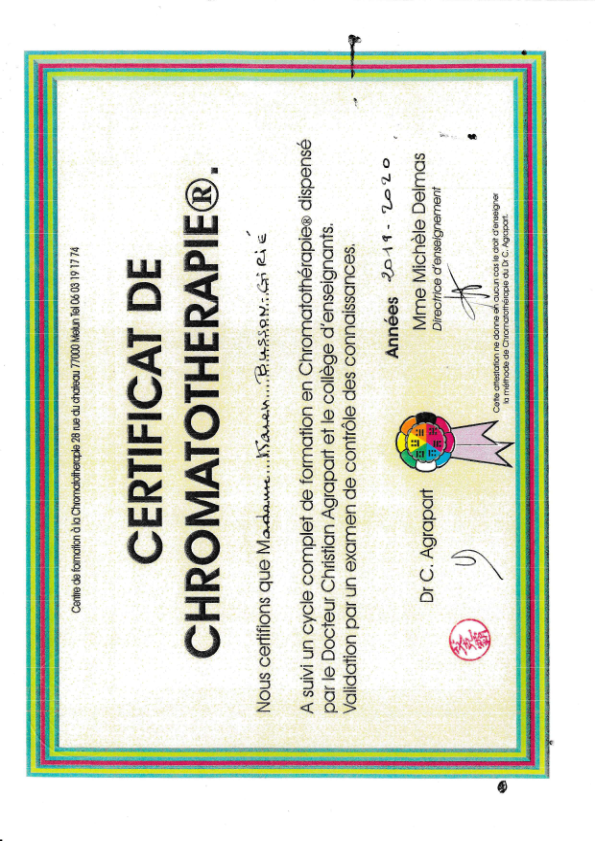 Centre de formation à la Chromatotherapie 28 rue du chateau 77000 Melun Tel 06 03 19 17 74
CERTIFICAT DE
CHROMATOTHERAPIE®.
Nous certifions que Madame Karen BUSSON-GIRIÉ
A suivi un cycle complet de formation en Chromatothérapie® dispensé
par le Docteur Christian Agrapart et le collège d'enseignants.
Validation par un examen de contrôle des connaissances.
Années 2019-2020
Dr C. Agrapart
Mme Michèle Delmas
Directrice d'enseignement
Cette attestation ne donne en aucun cas le droit d'enseigner
la méthode de Chromatothérapie du Dr C. Agrapart.